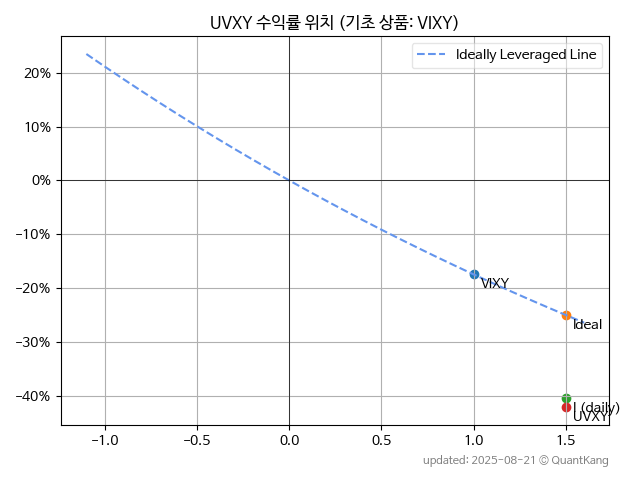 UVXY 수익률 위치 (기초 상품: VIXY)
Ideally Leveraged Line
20%
10%
0%
−10%
−20%
−30%
−40%
VIXY
Ideal
(daily)
UVXY
−1.0
−0.5
0.0
0.5
1.0
1.5
updated: 2025-08-21 © QuantKang